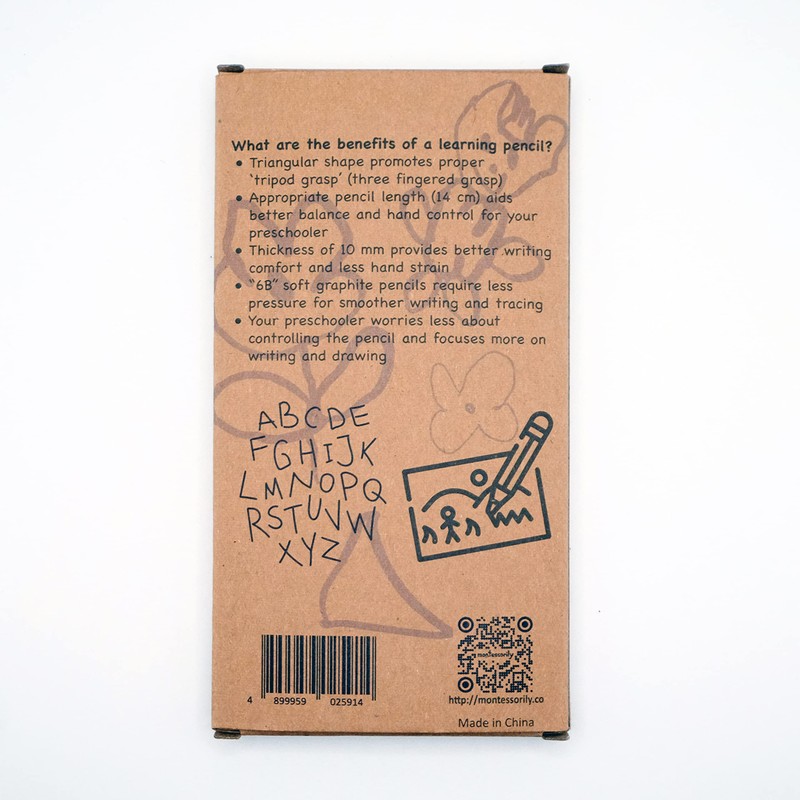 What are the benefits of a learning pencil?
• Triangular shape promotes proper
'tripod grasp' (three fingered grasp)
• Appropriate pencil length (14 cm) aids
better balance and hand control for your
preschooler
• Thickness of 10 mm provides better writing
comfort and less hand strain
• "6B" soft graphite pencils require less
pressure for smoother writing and tracing
• Your preschooler worries less about
controlling the pencil and focuses more on
writing and drawing
ABCDE
FGHIJK
LMNOPQ
RSTUVW
XYZ
montessorily
4 899959 025914
http://montessorily.co
Made in China